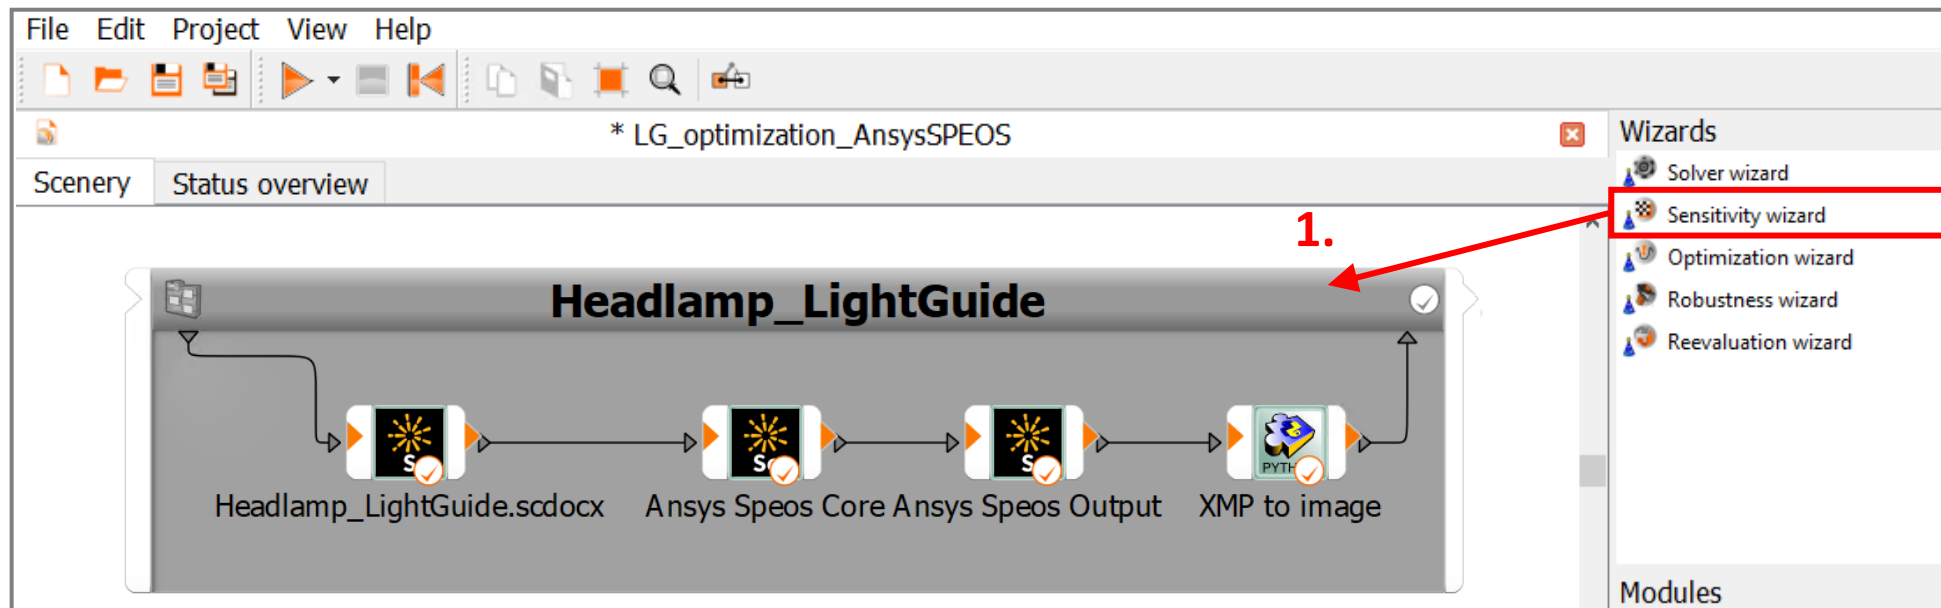 File Edit Project View Help
* LG_optimization_AnsysSPEOS
Wizards
Scenery Status overview
Solver wizard
Sensitivity wizard
1.
Optimization wizard
Headlamp_LightGuide
Robustness wizard
Reevaluation wizard
Headlamp_LightGuide.scdocx Ansys Speos Core Ansys Speos Output XMP to image
Modules